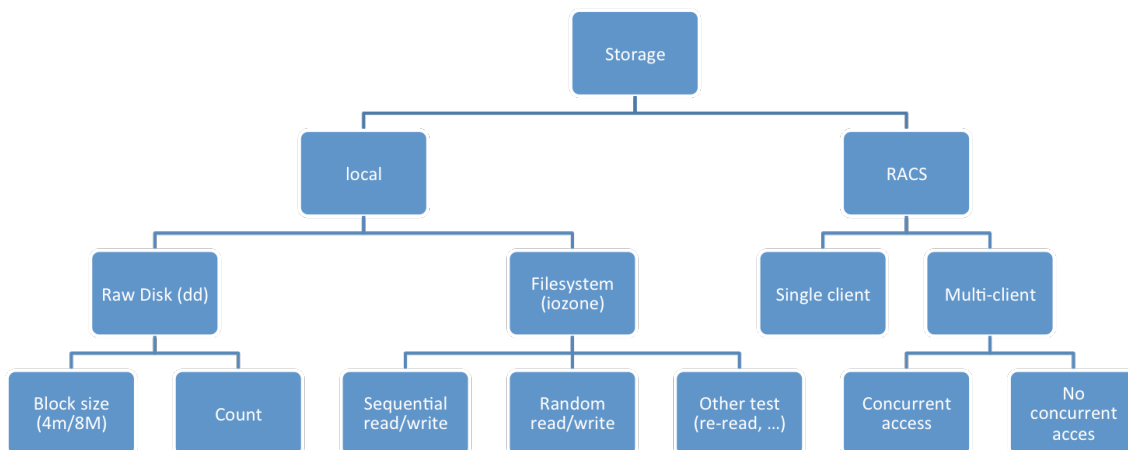 Storage
local
RACS
Raw Disk (dd)
Filesystem
(iozone)
Single client
Multi-client
Block size
(4m/8M)
Count
Sequential
read/write
Random
read/write
Other test
(re-read, ...)
Concurrent
access
No
concurrent
acces